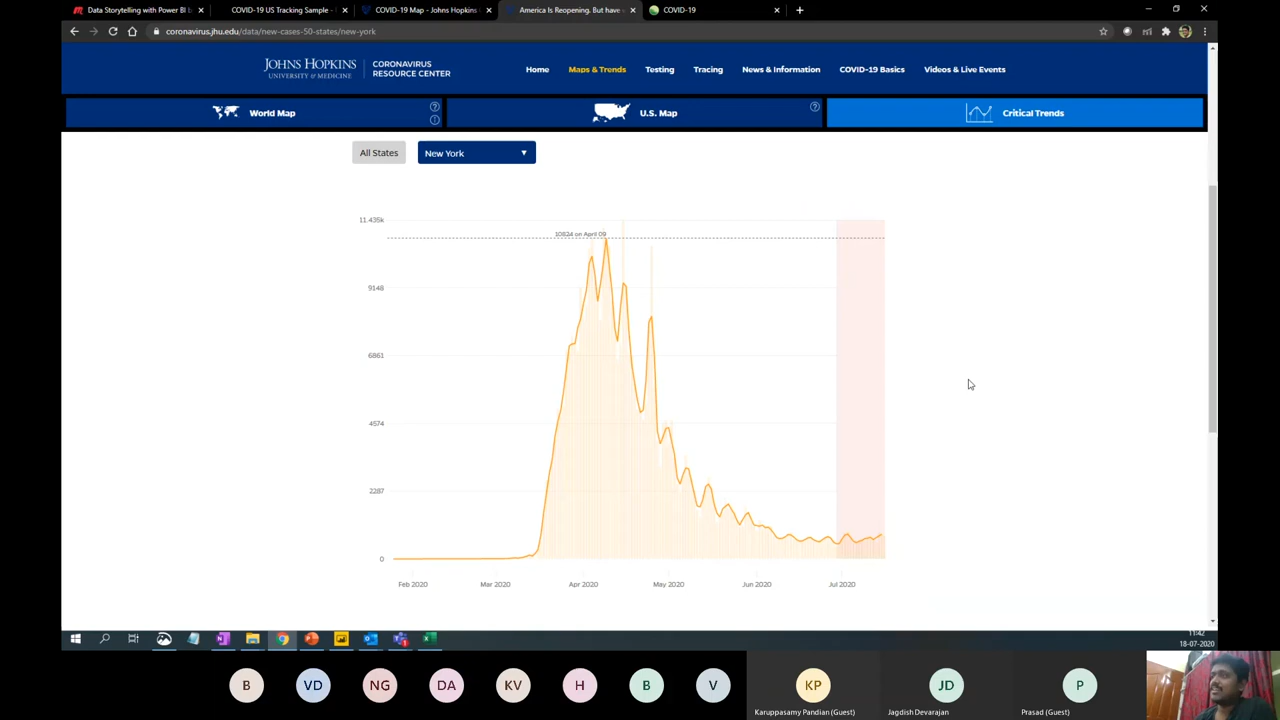 Data Storytelling with Power BI b
COVID-19 US Tracking Sample -
COVID-19 Map - Johns Hopkins
America Is Reopening. But have
COVID-19
coronavirus.jhu.edu/data/new-cases-50-states/new-york
JOHNS HOPKINS
UNIVERSITY & MEDICINE
CORONAVIRUS
RESOURCE CENTER
Home
Maps & Trends
Testing
Tracing
News & Information
COVID-19 Basics
Videos & Live Events
World Map
U.S. Map
Critical Trends
All States
New York
11.435k
10824 on April 09
9148
6861
4574
2287
0
Feb 2020
Mar 2020
Apr 2020
May 2020
Jun 2020
Jul 2020
11:42
18-07-2020
B
VD
NG
DA
KV
H
B
V
KP
Karuppasamy Pandian (Guest)
JD
Jagdish Devarajan
P
Prasad (Guest)